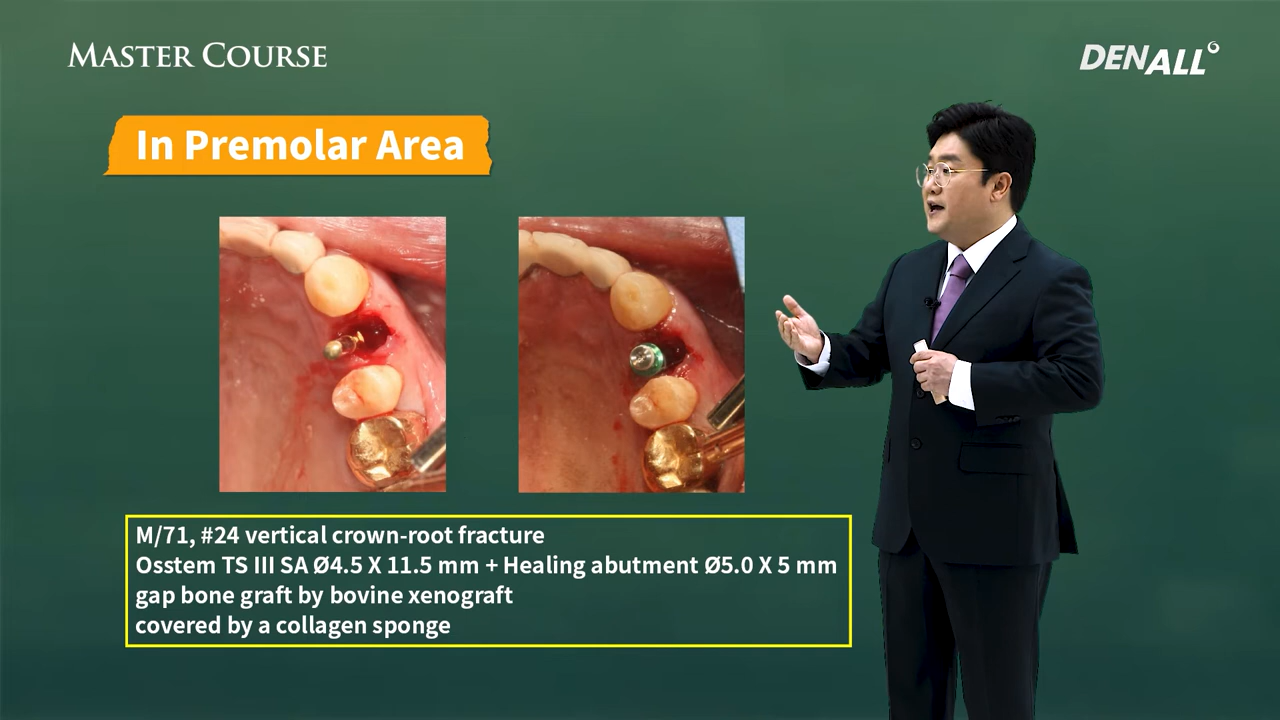 MASTER COURSE
DENALL
In Premolar Area
M/71, #24 vertical crown-root fracture
Osstem TS III SA Ø4.5 X 11.5 mm + Healing abutment Ø5.0 X 5 mm
gap bone graft by bovine xenograft
covered by a collagen sponge